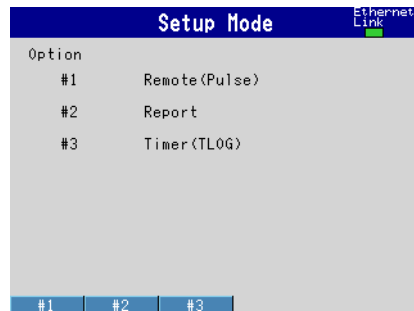 Setup Mode
Ethernet
Link
Option
#1 Remote(Pulse)
#2 Report
#3 Timer(TLOG)
#1 #2 #3